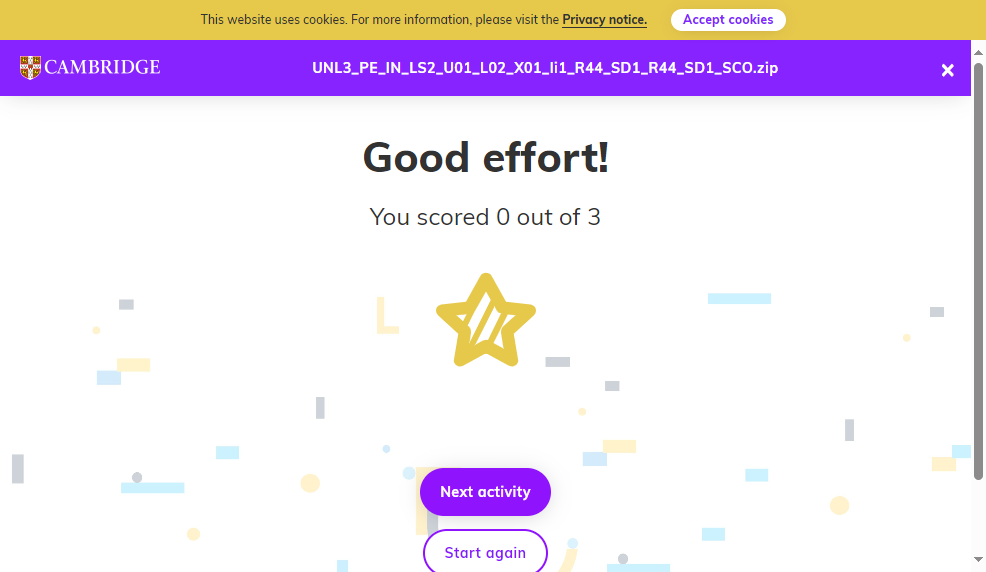 This website uses cookies. For more information, please visit the Privacy notice. Accept cookies
CAMBRIDGE UNL3_PE_IN_LS2_U01_L02_X01_li1_R44_SD1_R44_SD1_SCO.zip
Good effort!
You scored 0 out of 3
Next activity
Start again